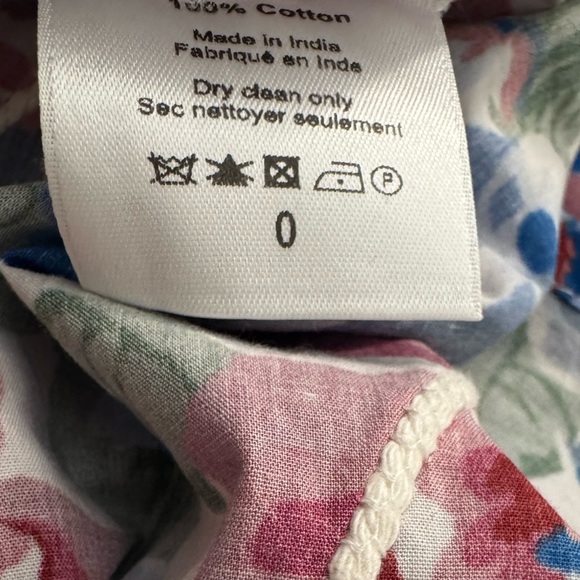 100% Cotton
Made in India
Fabriqué en Inde
Dry clean only
Sec nettoyer seulement
P
0